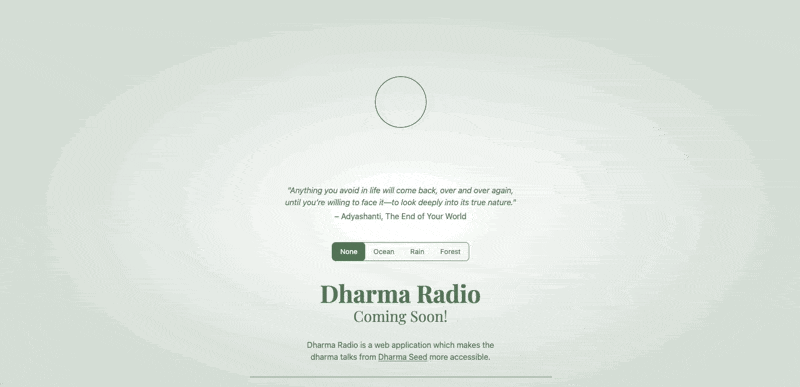 "Anything you avoid in life will come back, over and over again,
until you're willing to face it—to look deeply into its true nature."
– Adyashanti, The End of Your World
None Ocean Rain Forest
Dharma Radio
Coming Soon!
Dharma Radio is a web application which makes the
dharma talks from Dharma Seed more accessible.